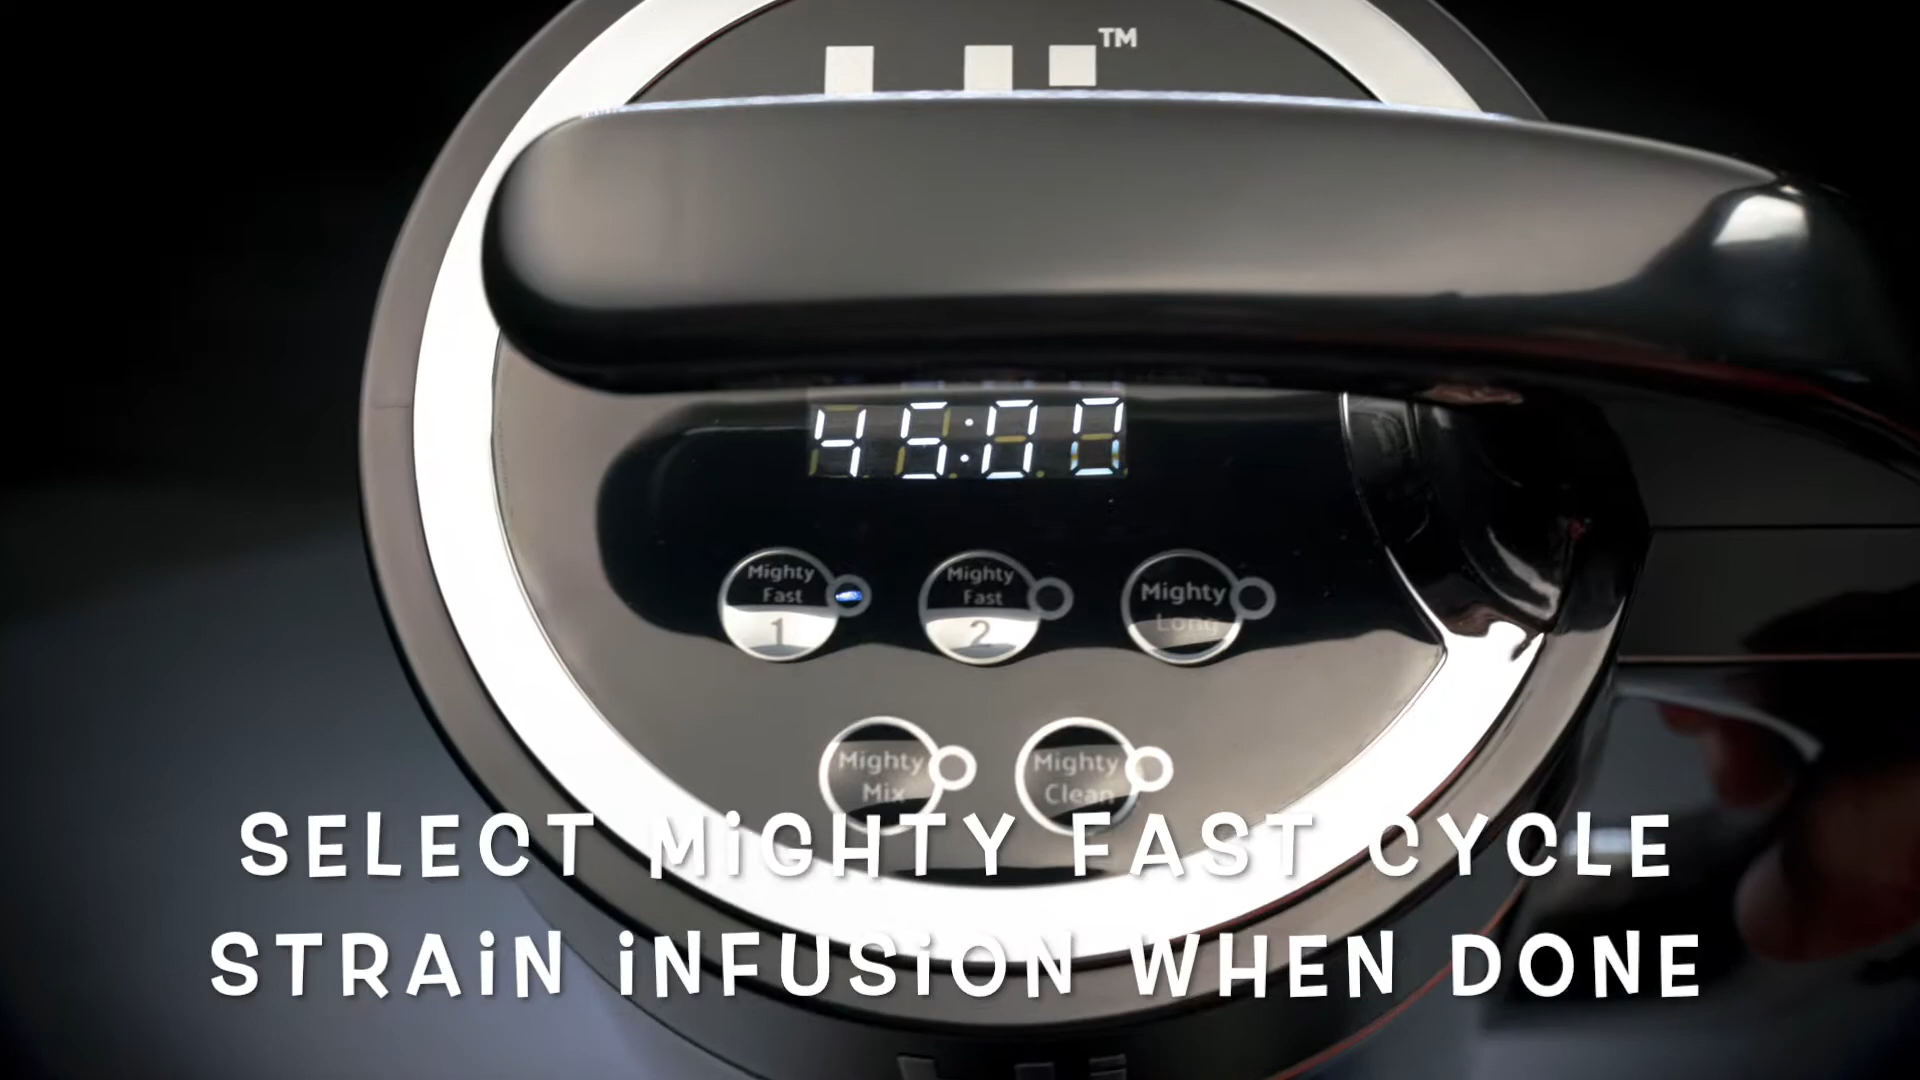 TM
45:00
Mighty Fast 1
Mighty Fast 2
Mighty Long
Mighty Mix
Mighty Clean
SELECT MiGHTY FAST CYCLE
STRAiN iNFUSiON WHEN DONE